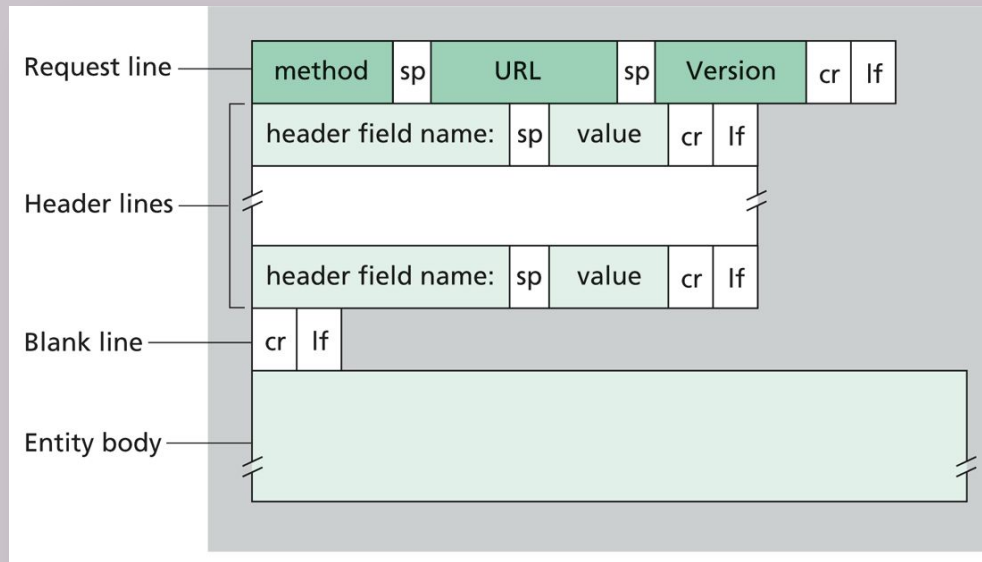 Request line method sp URL sp Version cr lf
header field name: sp value cr lf
Header lines
header field name: sp value cr lf
Blank line cr lf
Entity body